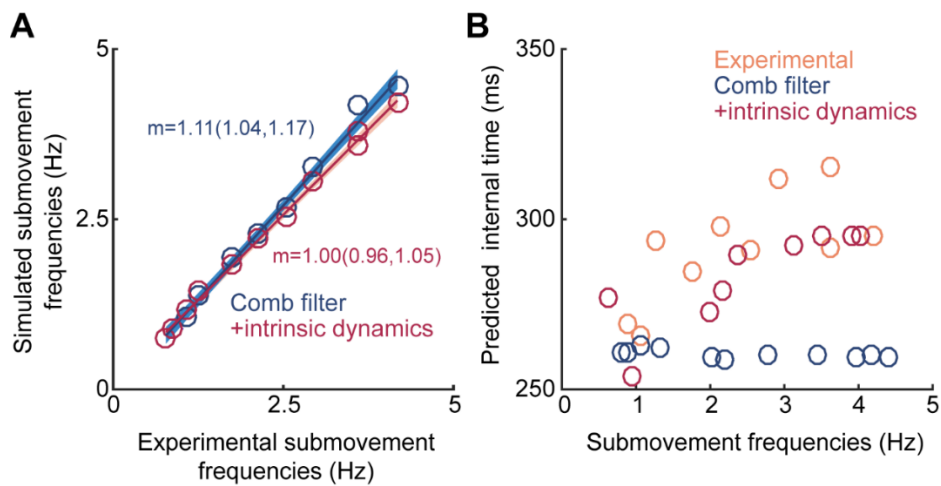 A
Simulated submovement
frequencies (Hz)
5
2.5
0
m=1.11(1.04,1.17)
m=1.00(0.96,1.05)
Comb filter
+intrinsic dynamics
0
2.5
5
Experimental submovement
frequencies (Hz)
B
Predicted internal time (ms)
350
300
250
Experimental
Comb filter
+intrinsic dynamics
0
1
2
3
4
5
Submovement frequencies (Hz)